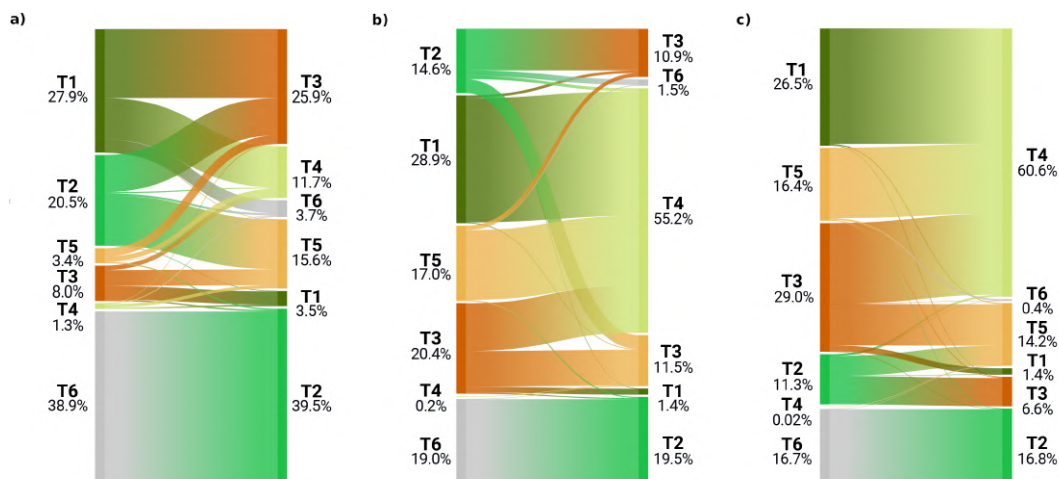 a)
T1
27.9%
T2
20.5%
T5
3.4%
T3
8.0%
T4
1.3%
T6
38.9%
T3
25.9%
T4
11.7%
T6
3.7%
T5
15.6%
T1
3.5%
T2
39.5%
b)
T2
14.6%
T1
28.9%
T5
17.0%
T3
20.4%
T4
0.2%
T6
19.0%
T3
10.9%
T6
1.5%
T4
55.2%
T3
11.5%
T1
1.4%
T2
19.5%
c)
T1
26.5%
T5
16.4%
T3
29.0%
T2
11.3%
T4
0.02%
T6
16.7%
T4
60.6%
T6
0.4%
T5
14.2%
T1
1.4%
T3
6.6%
T2
16.8%